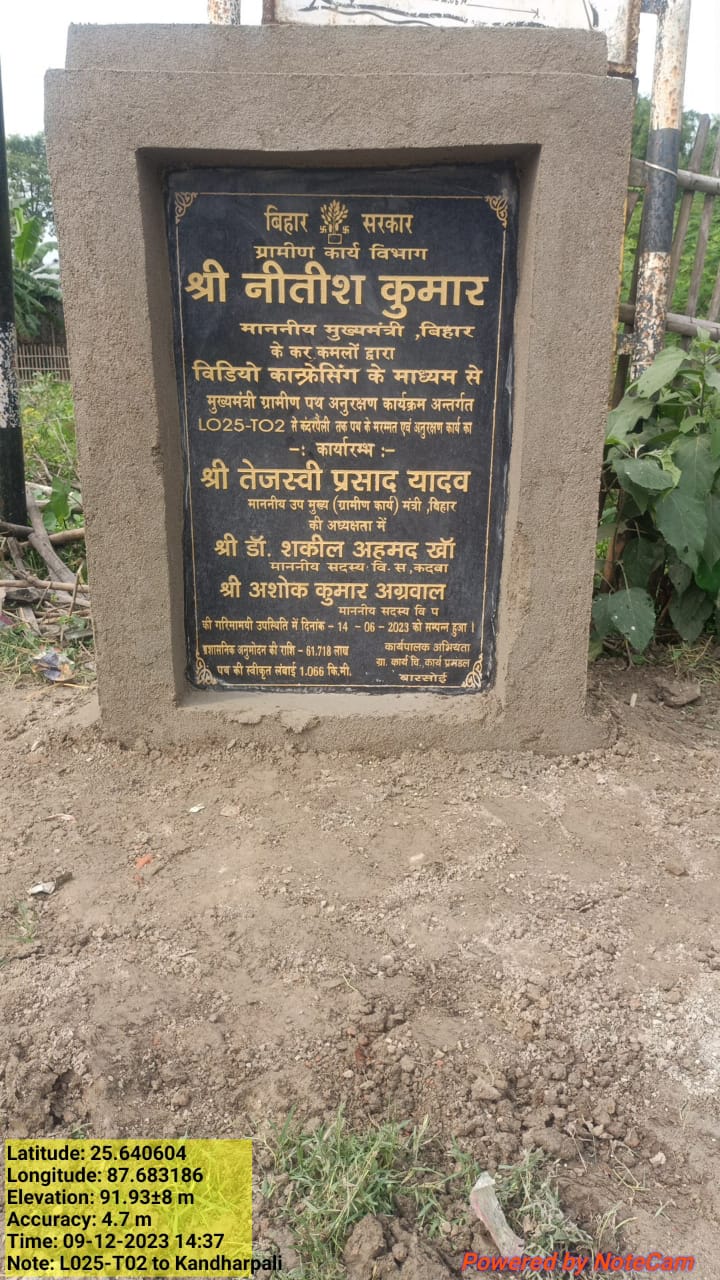 बिहार सरकार
ग्रामीण कार्य विभाग
श्री नीतीश कुमार
माननीय मुख्यमंत्री ,बिहार
के कर कमलों द्वारा
विडियो कान्फ्रेसिंग के माध्यम से
मुख्यमंत्री ग्रामीण पथ अनुरक्षण कार्यक्रम अन्तर्गत
LO25-TO2 से कंदरपैली तक पथ के मरम्मत एवं अनुरक्षण कार्य का
-: कार्यारम्भ :-
श्री तेजस्वी प्रसाद यादव
माननीय उप मुख्य (ग्रामीण कार्य) मंत्री ,बिहार
की अध्यक्षता में
श्री डॉ. शकील अहमद खॉ
माननीय सदस्य वि. स, कदबा
श्री अशोक कुमार अग्रवाल
माननीय सदस्य वि प
की गरिमामयी उपस्थिति में दिनांक - 14 - 06 - 2023 को सम्पन्न हुआ ।
प्रशासनिक अनुमोदन की राशि - 61.718 लाख
पथ की स्वीकृत लंबाई 1.066 कि.मी.
कार्यपालक अभियता
ग्रा. कार्य वि. कार्य प्रमंडल
बारसोई
Latitude: 25.640604
Longitude: 87.683186
Elevation: 91.93±8 m
Accuracy: 4.7 m
Time: 09-12-2023 14:37
Note: L025-T02 to Kandharpali
Powered by NoteCam